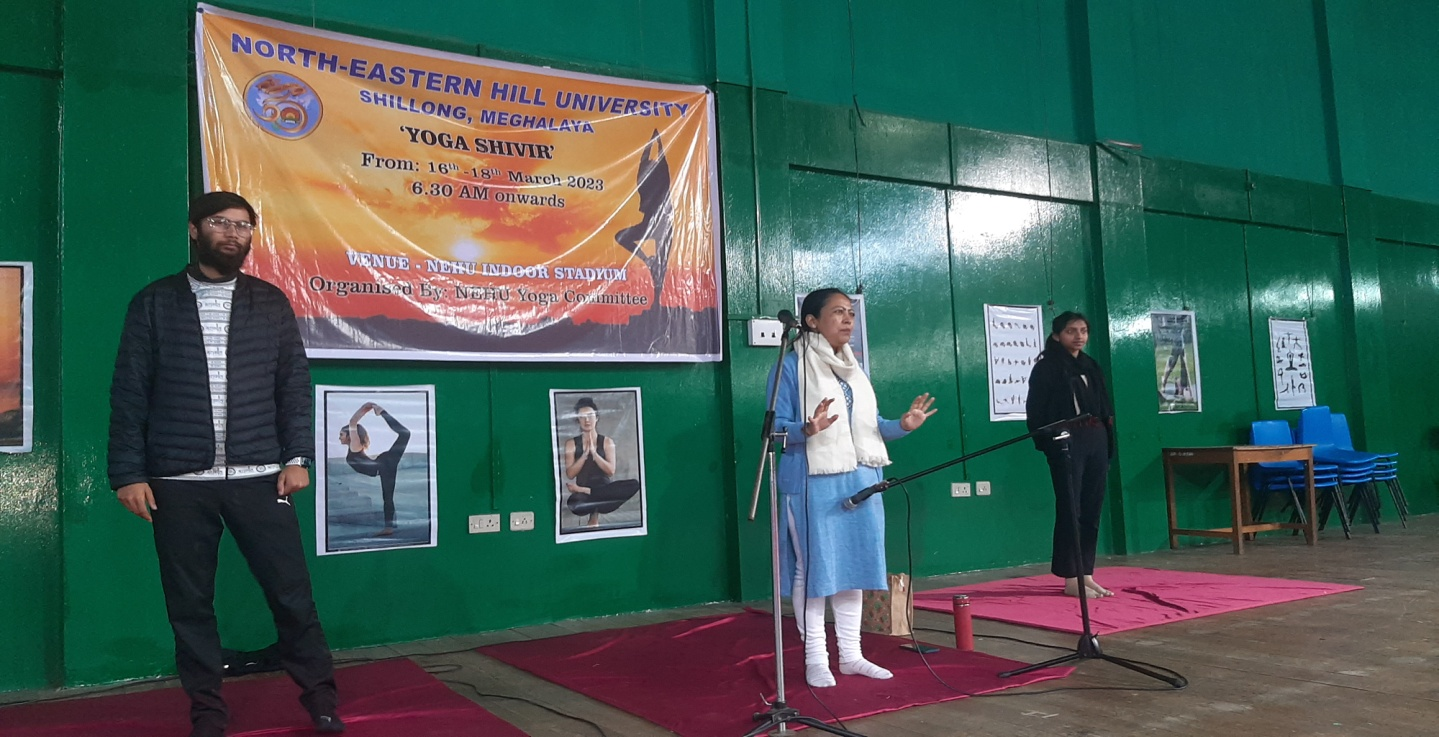 NORTH-EASTERN HILL UNIVERSITY
SHILLONG, MEGHALAYA
‘YOGA SHIVIR’
From: 16th -18th March 2023
6.30 AM onwards
VENUE - NEHU INDOOR STADIUM
Organised By: NEHU Yoga Committee